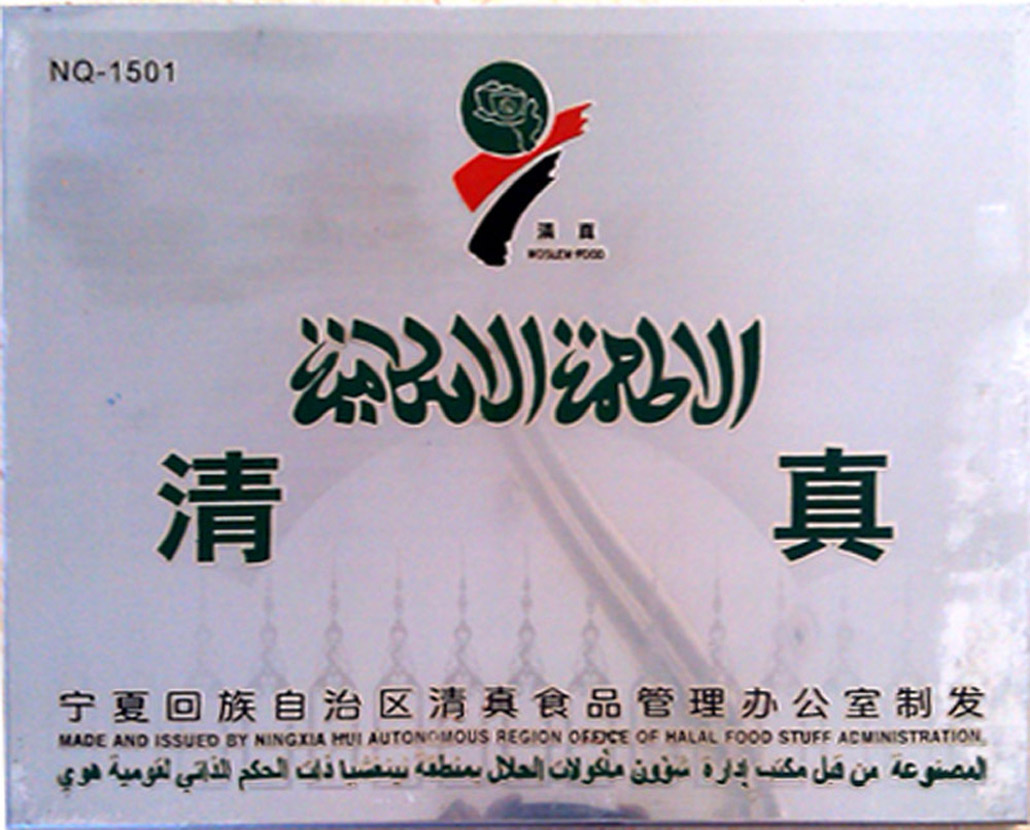 NQ-1501
清真
MOSLEM FOOD
الاطعمة الاسلامية
清 真
宁夏回族自治区清真食品管理办公室制发
MADE AND ISSUED BY NINGXIA HUI AUTONOMOUS REGION OFFICE OF HALAL FOOD STUFF ADMINISTRATION.
المصنوعة من قبل مكتب إدارة شؤون مأكولات الحلال بمنطقة نينغشيا ذات الحكم الذاتي لقومية هوي